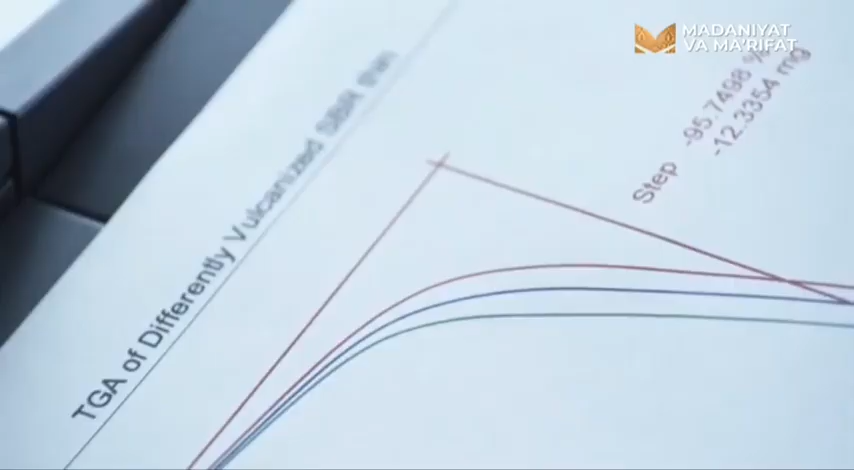 MADANIYAT
VA MA'RIFAT
TGA of Differently Vulcanized SBR
Step
-95.7498 %
-12.3354 mg